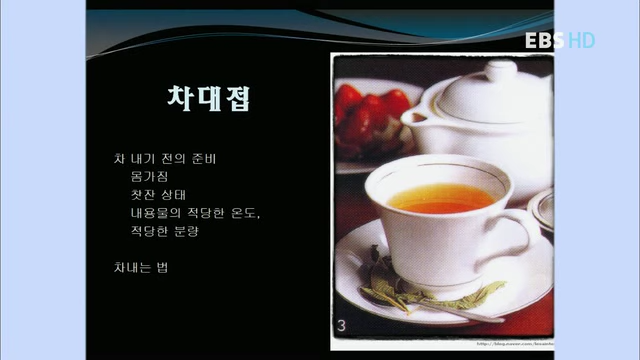 EBS HD
차대접
차 내기 전의 준비
몸가짐
찻잔 상태
내용물의 적당한 온도,
적당한 분량
차내는 법
3